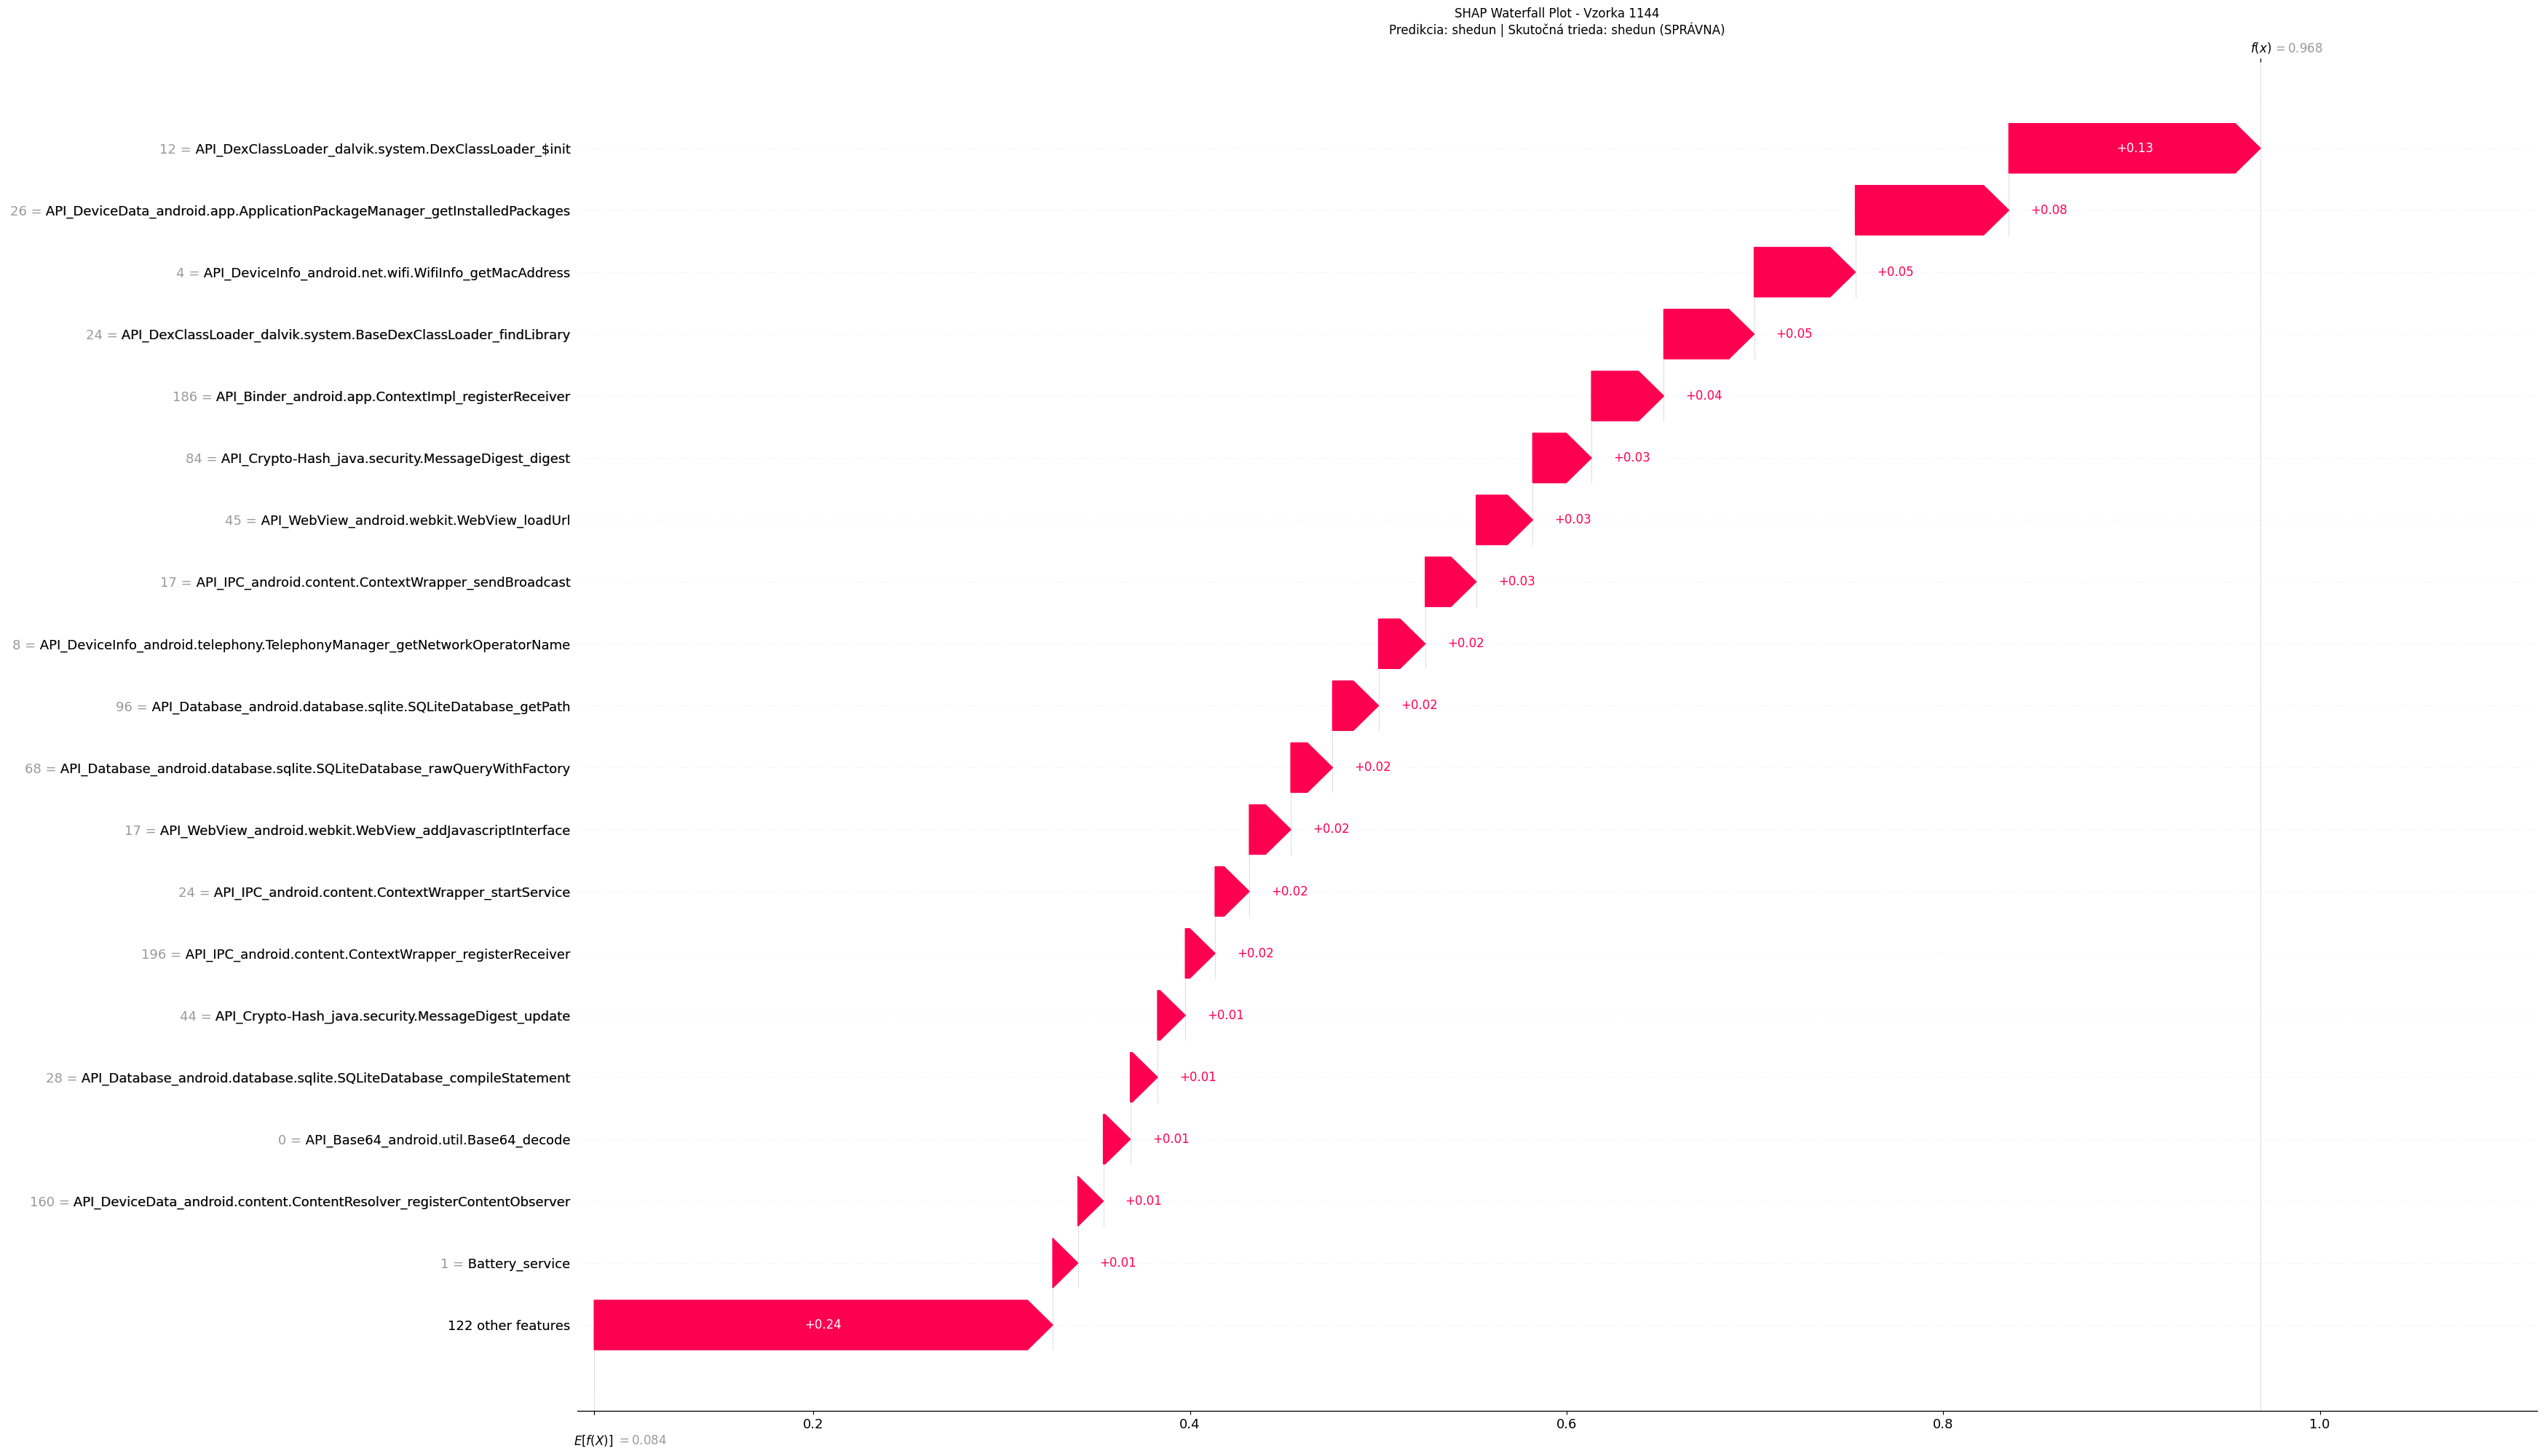 SHAP Waterfall Plot - Vzorka 1144
Predikcia: shedun | Skutočná trieda: shedun (SPRÁVNA)
f(x) = 0.968
12 = API_DexClassLoader_dalvik.system.DexClassLoader_$init
+0.13
26 = API_DeviceData_android.app.ApplicationPackageManager_getInstalledPackages
+0.08
4 = API_DeviceInfo_android.net.wifi.WifiInfo_getMacAddress
+0.05
24 = API_DexClassLoader_dalvik.system.BaseDexClassLoader_findLibrary
+0.05
186 = API_Binder_android.app.ContextImpl_registerReceiver
+0.04
84 = API_Crypto-Hash_java.security.MessageDigest_digest
+0.03
45 = API_WebView_android.webkit.WebView_loadUrl
+0.03
17 = API_IPC_android.content.ContextWrapper_sendBroadcast
+0.03
8 = API_DeviceInfo_android.telephony.TelephonyManager_getNetworkOperatorName
+0.02
96 = API_Database_android.database.sqlite.SQLiteDatabase_getPath
+0.02
68 = API_Database_android.database.sqlite.SQLiteDatabase_rawQueryWithFactory
+0.02
17 = API_WebView_android.webkit.WebView_addJavascriptInterface
+0.02
24 = API_IPC_android.content.ContextWrapper_startService
+0.02
196 = API_IPC_android.content.ContextWrapper_registerReceiver
+0.02
44 = API_Crypto-Hash_java.security.MessageDigest_update
+0.01
28 = API_Database_android.database.sqlite.SQLiteDatabase_compileStatement
+0.01
0 = API_Base64_android.util.Base64_decode
+0.01
160 = API_DeviceData_android.content.ContentResolver_registerContentObserver
+0.01
1 = Battery_service
+0.01
122 other features
+0.24
0.2 0.4 0.6 0.8 1.0
E[f(X)] = 0.084